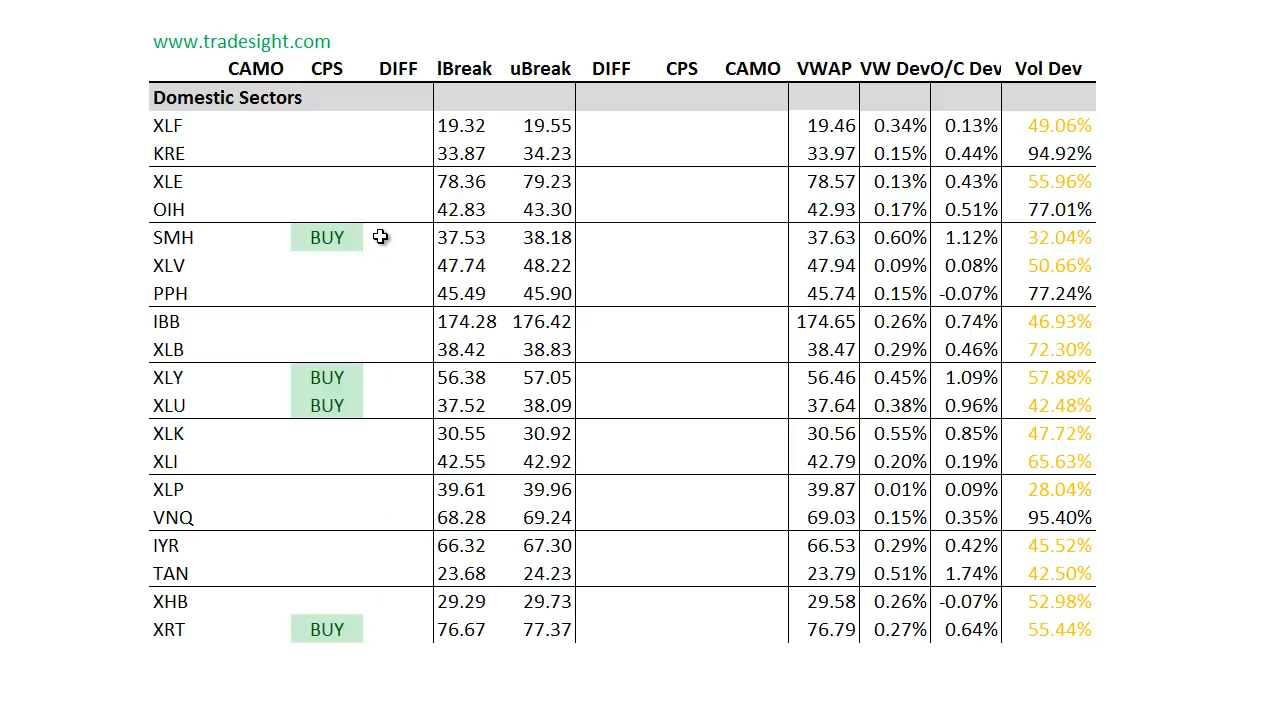 www.tradesight.com
CAMO CPS DIFF lBreak uBreak DIFF CPS CAMO VWAP VW Dev O/C Dev Vol Dev
Domestic Sectors
XLF 19.32 19.55 19.46 0.34% 0.13% 49.06%
KRE 33.87 34.23 33.97 0.15% 0.44% 94.92%
XLE 78.36 79.23 78.57 0.13% 0.43% 55.96%
OIH 42.83 43.30 42.93 0.17% 0.51% 77.01%
SMH BUY 37.53 38.18 37.63 0.60% 1.12% 32.04%
XLV 47.74 48.22 47.94 0.09% 0.08% 50.66%
PPH 45.49 45.90 45.74 0.15% -0.07% 77.24%
IBB 174.28 176.42 174.65 0.26% 0.74% 46.93%
XLB 38.42 38.83 38.47 0.29% 0.46% 72.30%
XLY BUY 56.38 57.05 56.46 0.45% 1.09% 57.88%
XLU BUY 37.52 38.09 37.64 0.38% 0.96% 42.48%
XLK 30.55 30.92 30.56 0.55% 0.85% 47.72%
XLI 42.55 42.92 42.79 0.20% 0.19% 65.63%
XLP 39.61 39.96 39.87 0.01% 0.09% 28.04%
VNQ 68.28 69.24 69.03 0.15% 0.35% 95.40%
IYR 66.32 67.30 66.53 0.29% 0.42% 45.52%
TAN 23.68 24.23 23.79 0.51% 1.74% 42.50%
XHB 29.29 29.73 29.58 0.26% -0.07% 52.98%
XRT BUY 76.67 77.37 76.79 0.27% 0.64% 55.44%